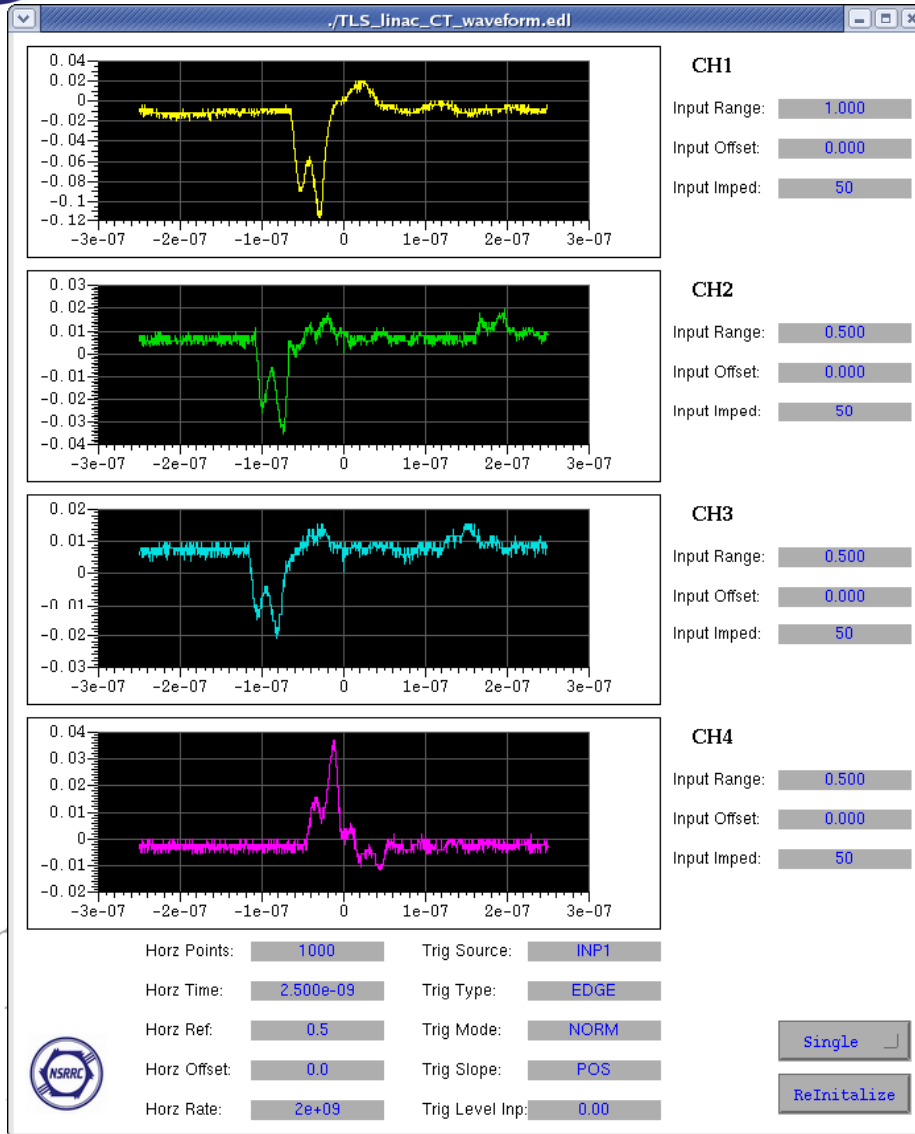 ./TLS_linac_CT_waveform.edl
0.04
0.02
0
-0.02
-0.04
-0.06
-0.08
-0.1
-0.12
-3e-07 -2e-07 -1e-07 0 1e-07 2e-07 3e-07
CH1
Input Range: 1.000
Input Offset: 0.000
Input Imped: 50
0.03
0.02
0.01
0
-0.01
-0.02
-0.03
-0.04
-3e-07 -2e-07 -1e-07 0 1e-07 2e-07 3e-07
CH2
Input Range: 0.500
Input Offset: 0.000
Input Imped: 50
0.02
0.01
0
-0.01
-0.02
-0.03
-3e-07 -2e-07 -1e-07 0 1e-07 2e-07 3e-07
CH3
Input Range: 0.500
Input Offset: 0.000
Input Imped: 50
0.04
0.03
0.02
0.01
0
-0.01
-0.02
-3e-07 -2e-07 -1e-07 0 1e-07 2e-07 3e-07
CH4
Input Range: 0.500
Input Offset: 0.000
Input Imped: 50
Horz Points: 1000 Trig Source: INP1
Horz Time: 2.500e-09 Trig Type: EDGE
Horz Ref: 0.5 Trig Mode: NORM
Horz Offset: 0.0 Trig Slope: POS
Horz Rate: 2e+09 Trig Level Inp: 0.00
NSRRC
Single
ReInitalize